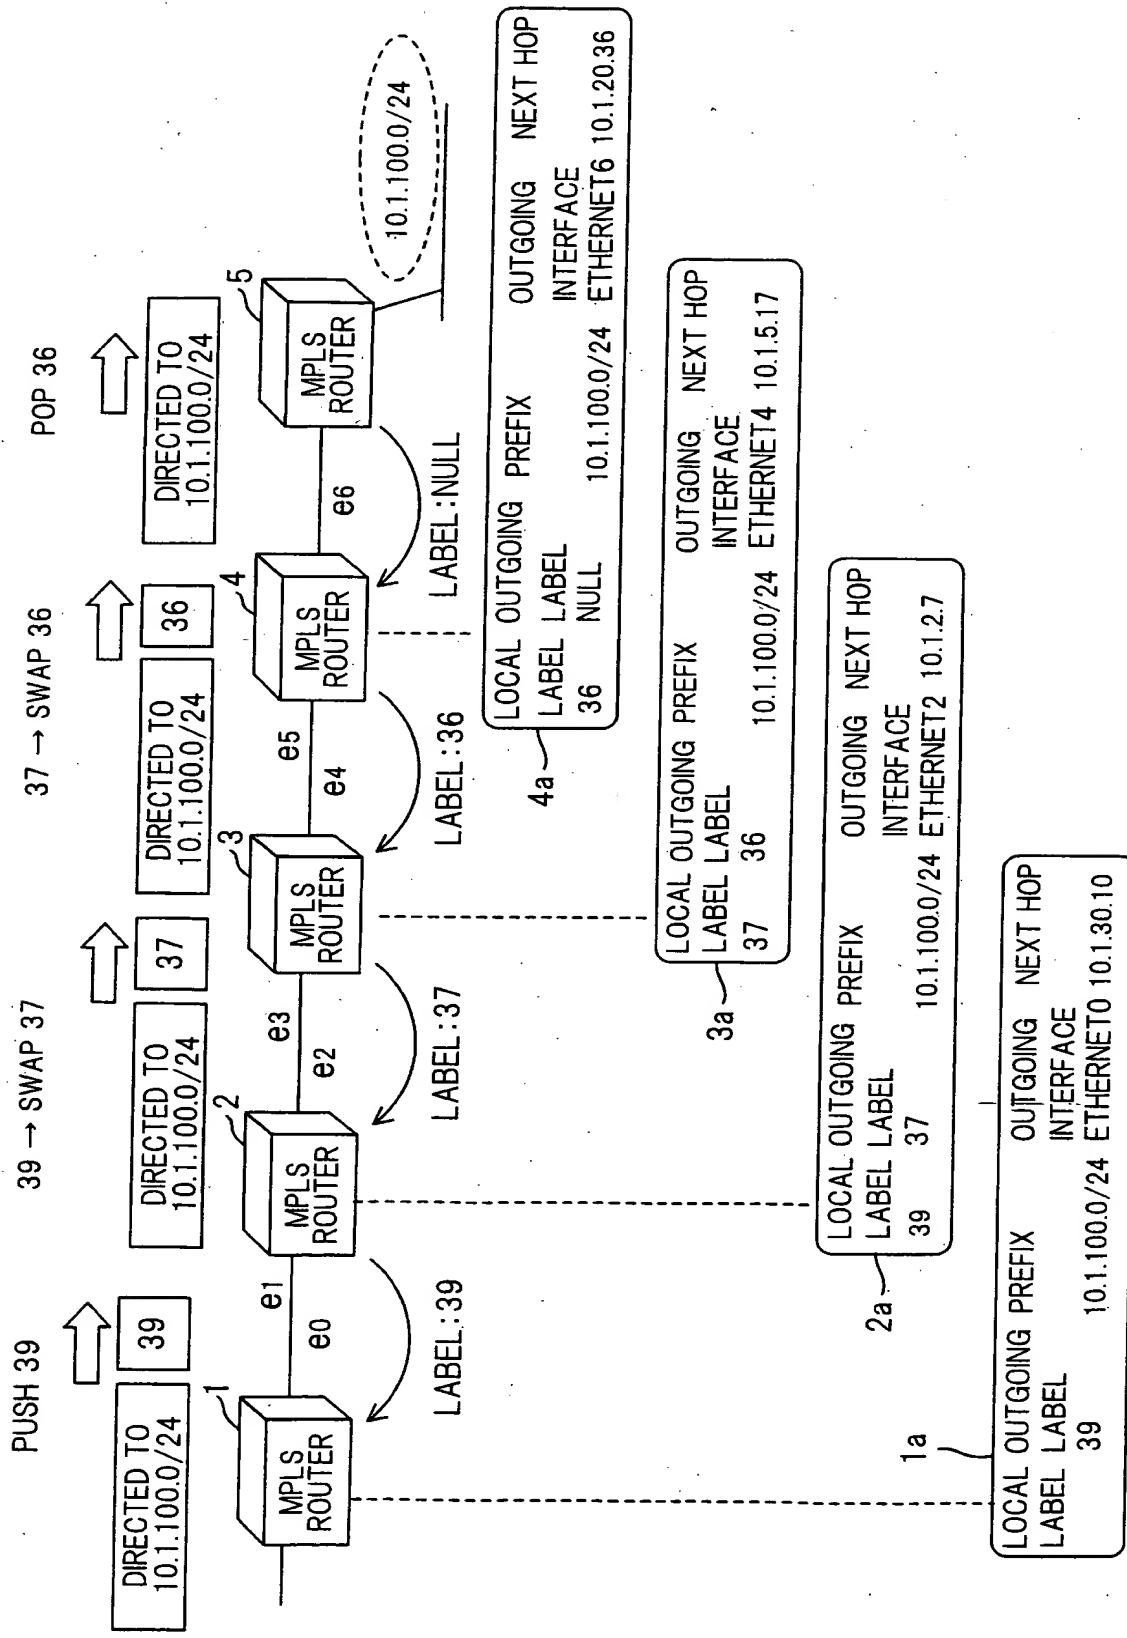 PUSH 39
39 → SWAP 37
37 → SWAP 36
POP 36
DIRECTED TO
10.1.100.0/24
39
DIRECTED TO
10.1.100.0/24
37
DIRECTED TO
10.1.100.0/24
36
DIRECTED TO
10.1.100.0/24
1
MPLS
ROUTER
e0
e1
2
MPLS
ROUTER
e2
e3
3
MPLS
ROUTER
e4
e5
4
MPLS
ROUTER
e6
5
MPLS
ROUTER
10.1.100.0/24
LABEL:39
LABEL:37
LABEL:36
LABEL:NULL
4a
LOCAL OUTGOING PREFIX OUTGOING NEXT HOP
LABEL LABEL INTERFACE
36 NULL 10.1.100.0/24 ETHERNET6 10.1.20.36
3a
LOCAL OUTGOING PREFIX OUTGOING NEXT HOP
LABEL LABEL INTERFACE
37 36 10.1.100.0/24 ETHERNET4 10.1.5.17
2a
LOCAL OUTGOING PREFIX OUTGOING NEXT HOP
LABEL LABEL INTERFACE
39 37 10.1.100.0/24 ETHERNET2 10.1.2.7
1a
LOCAL OUTGOING PREFIX OUTGOING NEXT HOP
LABEL LABEL INTERFACE
39 10.1.100.0/24 ETHERNET0 10.1.30.10